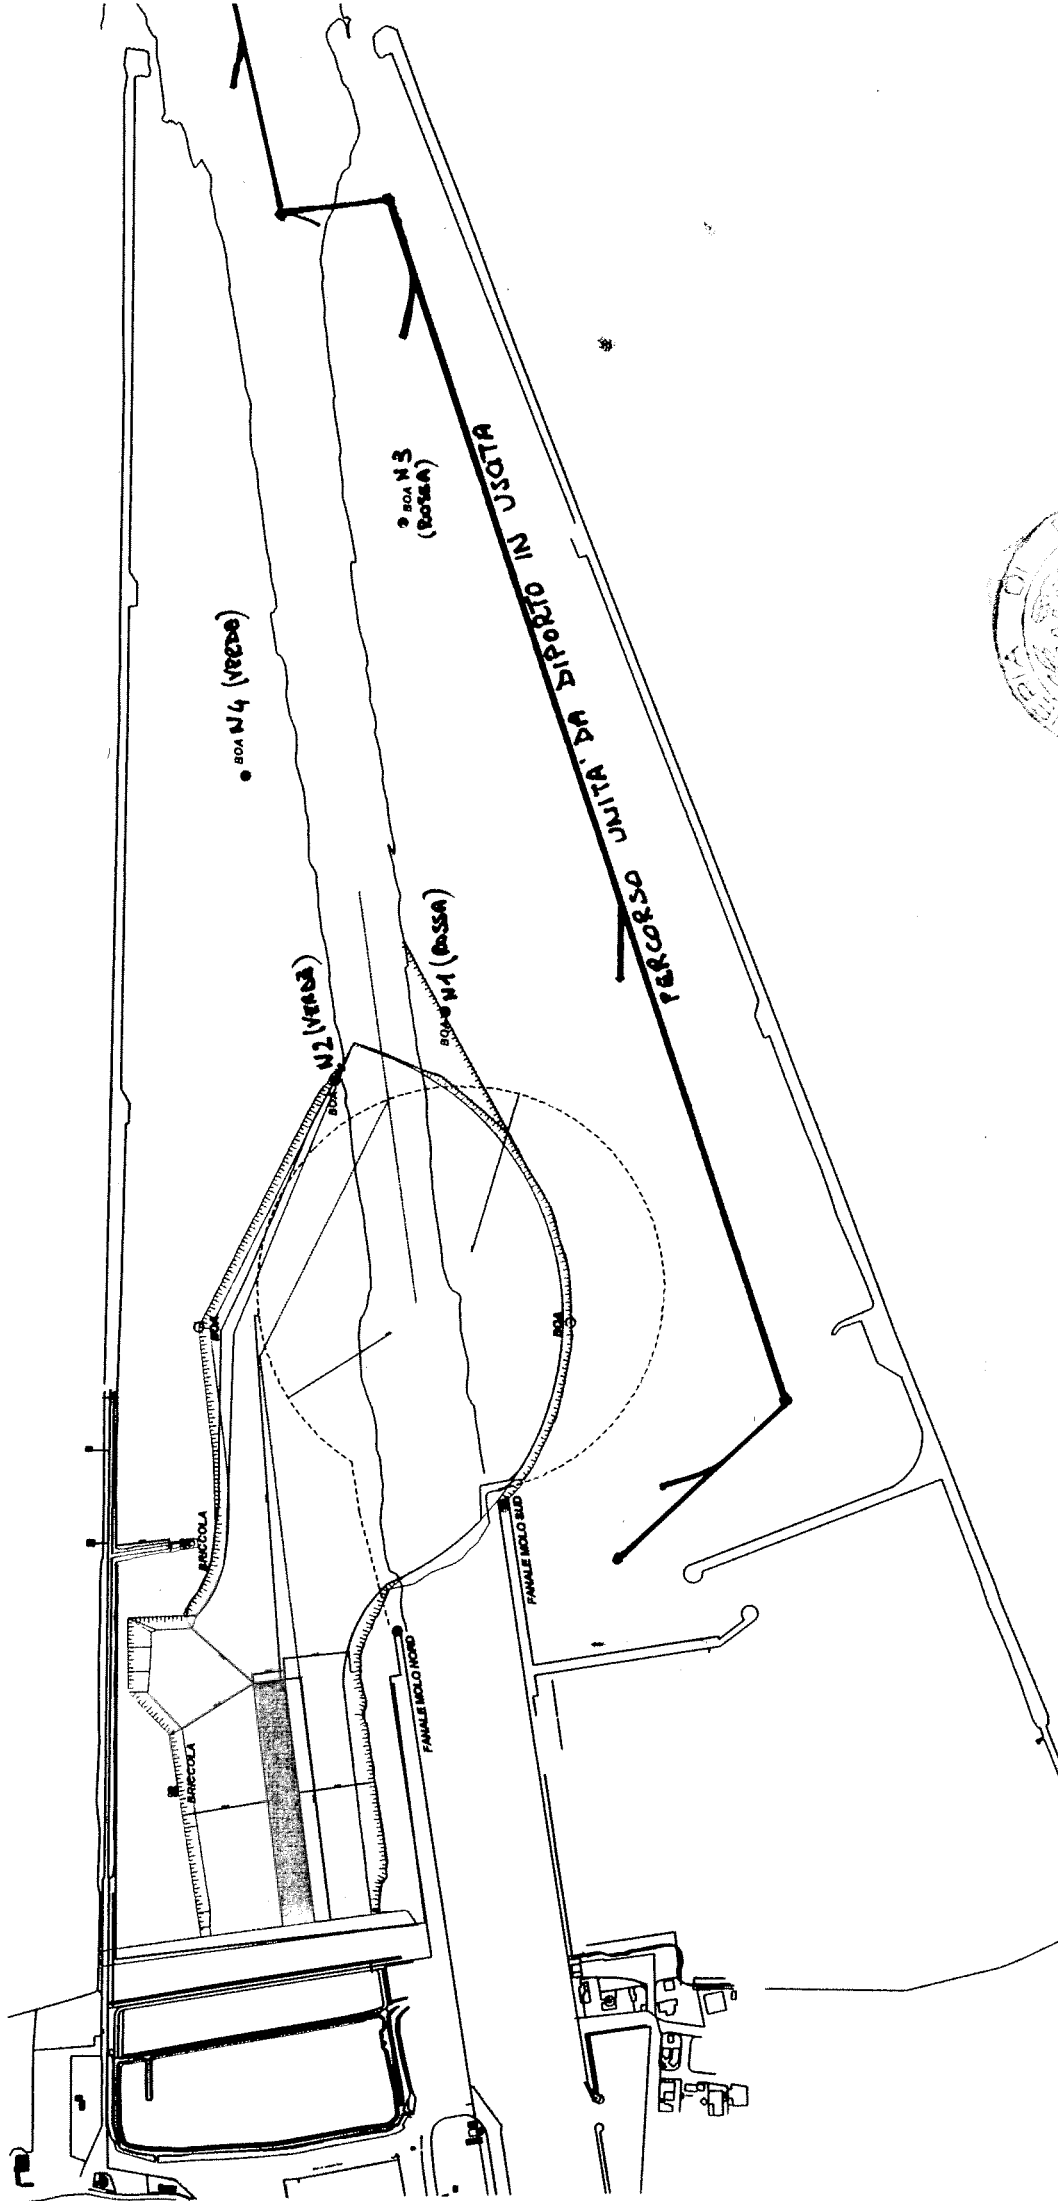 BOA N3
(ROSSA)
BOA N4 (VERDE)
PERCORSO UNITA' DA DIPORTO IN USCITA
BOA N1 (ROSSA)
BOA N2 (VERDE)
BOA
BOA
BRICCOLA
FANALE MOLO SUD
FANALE MOLO NORD
BRICCOLA